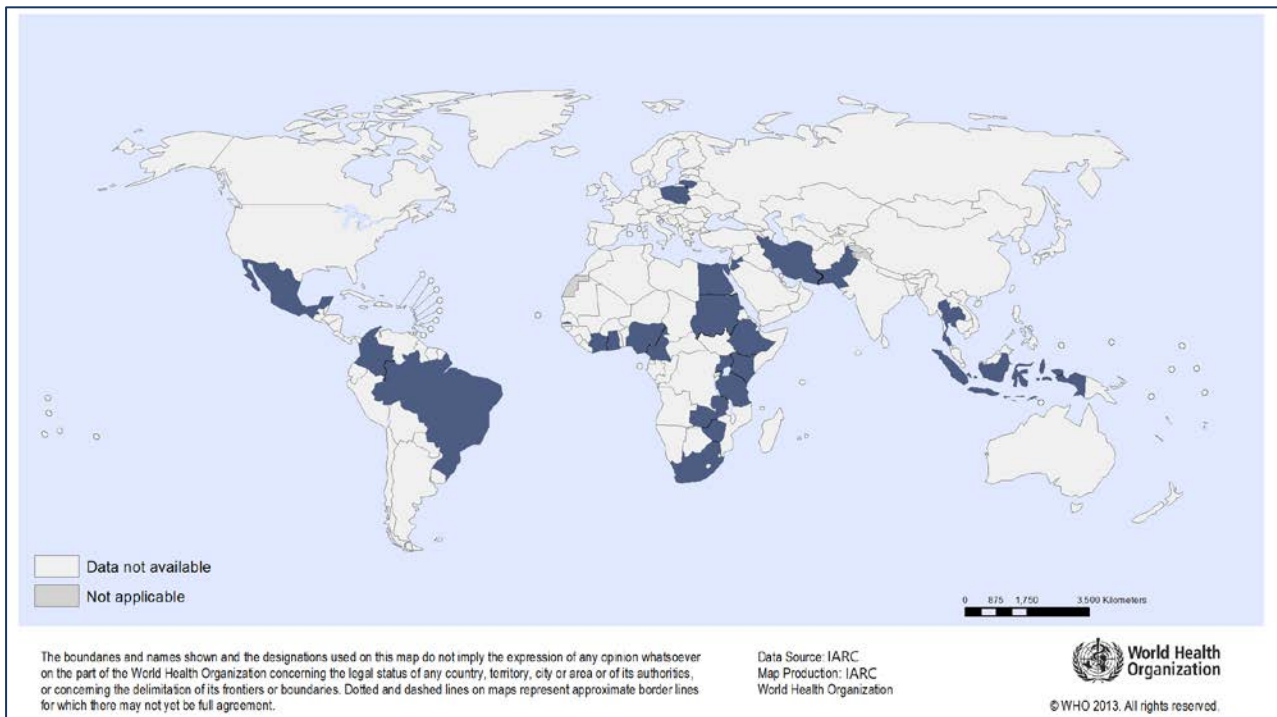 Data not available
Not applicable
0 875 1,750 3,500 Kilometers
The boundaries and names shown and the designations used on this map do not imply the expression of any opinion whatsoever
on the part of the World Health Organization concerning the legal status of any country, territory, city or area or of its authorities,
or concerning the delimitation of its frontiers or boundaries. Dotted and dashed lines on maps represent approximate border lines
for which there may not yet be full agreement.
Data Source: IARC
Map Production: IARC
World Health Organization
World Health
Organization
© WHO 2013. All rights reserved.